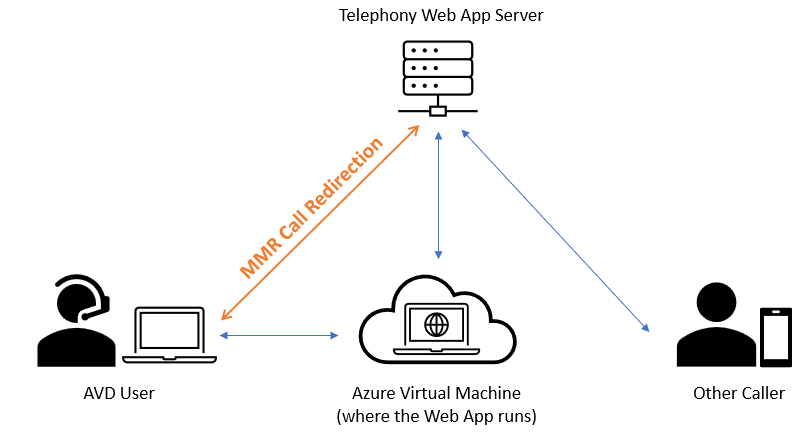 Telephony Web App Server
MMR Call Redirection
AVD User
Azure Virtual Machine
(where the Web App runs)
Other Caller